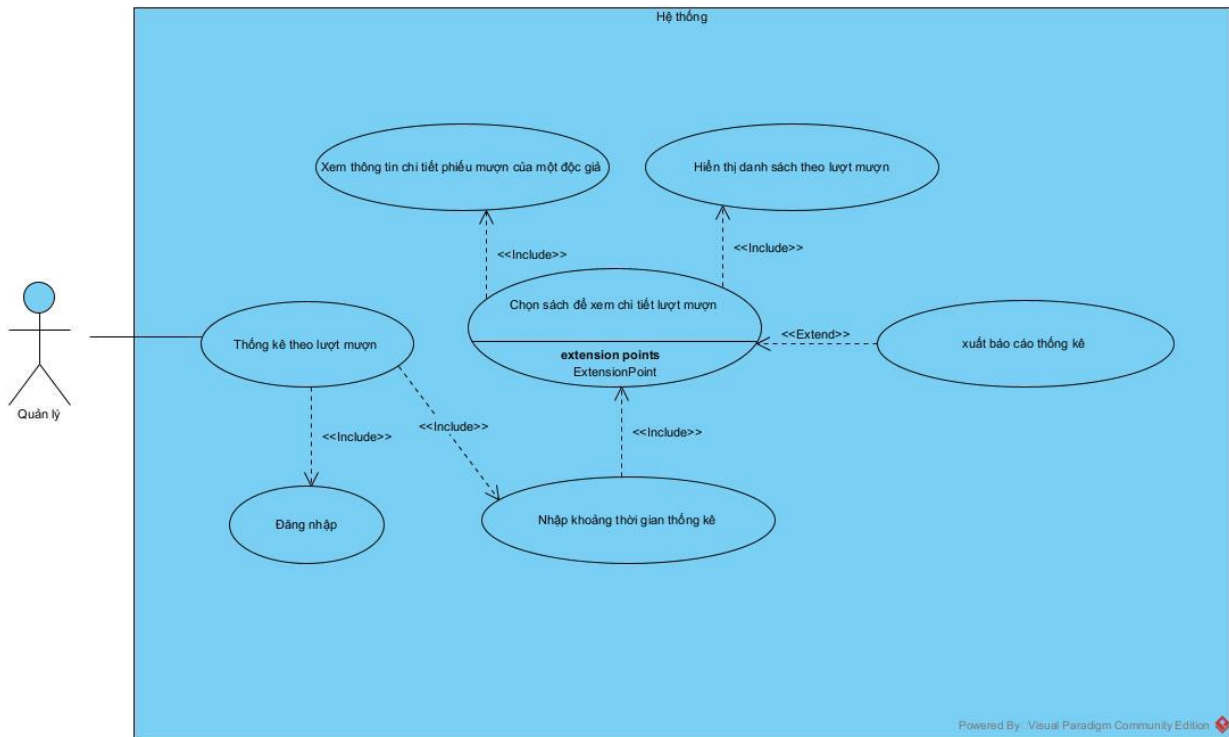 Hệ thống
Xem thông tin chi tiết phiếu mượn của một độc giả
Hiển thị danh sách theo lượt mượn
<<Include>>
<<Include>>
Chọn sách để xem chi tiết lượt mượn
<<Extend>>
Thống kê theo lượt mượn
xuất báo cáo thống kê
extension points
ExtensionPoint
Quản lý
<<Include>>
<<Include>>
<<Include>>
Đăng nhập
Nhập khoảng thời gian thống kê
Powered By: Visual Paradigm Community Edition